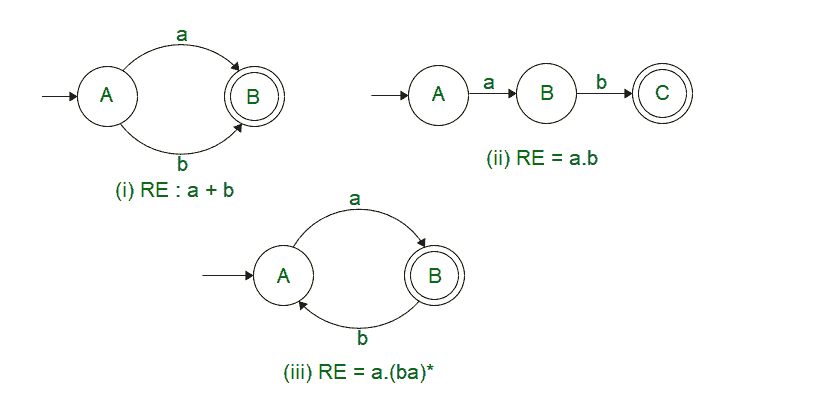 a
A
B
b
(i) RE : a + b
A
a
B
b
C
(ii) RE = a.b
a
A
B
b
(iii) RE = a.(ba)*